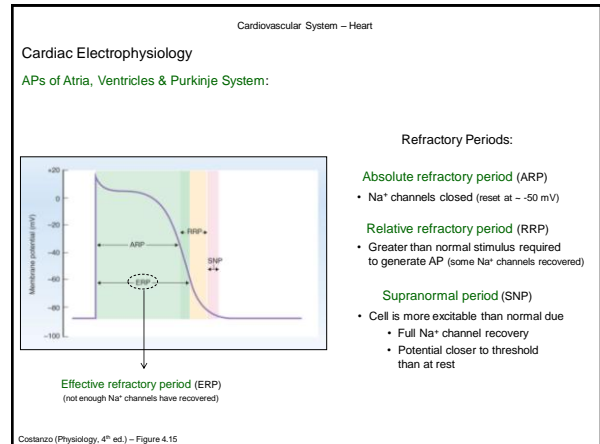 Cardiovascular System – Heart
Cardiac Electrophysiology
APs of Atria, Ventricles & Purkinje System:
Refractory Periods:
Absolute refractory period (ARP)
• Na⁺ channels closed (reset at ~ -50 mV)
Relative refractory period (RRP)
• Greater than normal stimulus required
to generate AP (some Na⁺ channels recovered)
Supranormal period (SNP)
• Cell is more excitable than normal due
• Full Na⁺ channel recovery
• Potential closer to threshold
than at rest
Membrane potential (mV)
+20
0
−20
−40
−60
−80
−100
RRP
ARP
SNP
ERP
Effective refractory period (ERP)
(not enough Na⁺ channels have recovered)
Costanzo (Physiology, 4th ed.) – Figure 4.15